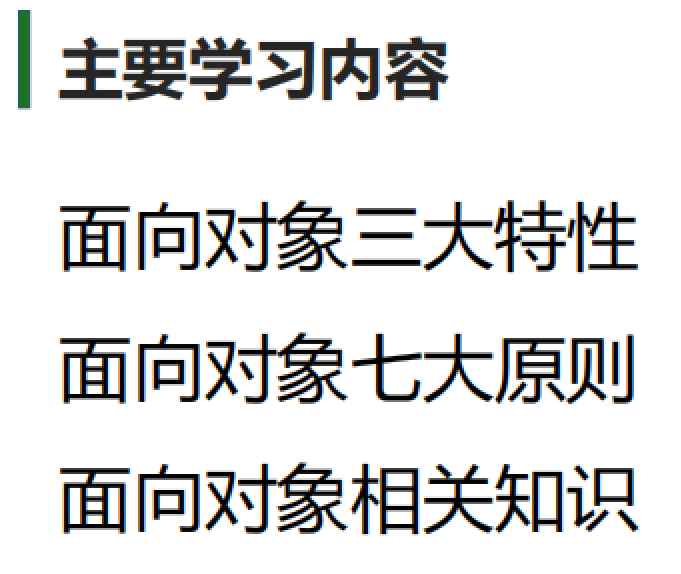 主要学习内容
面向对象三大特性
面向对象七大原则
面向对象相关知识